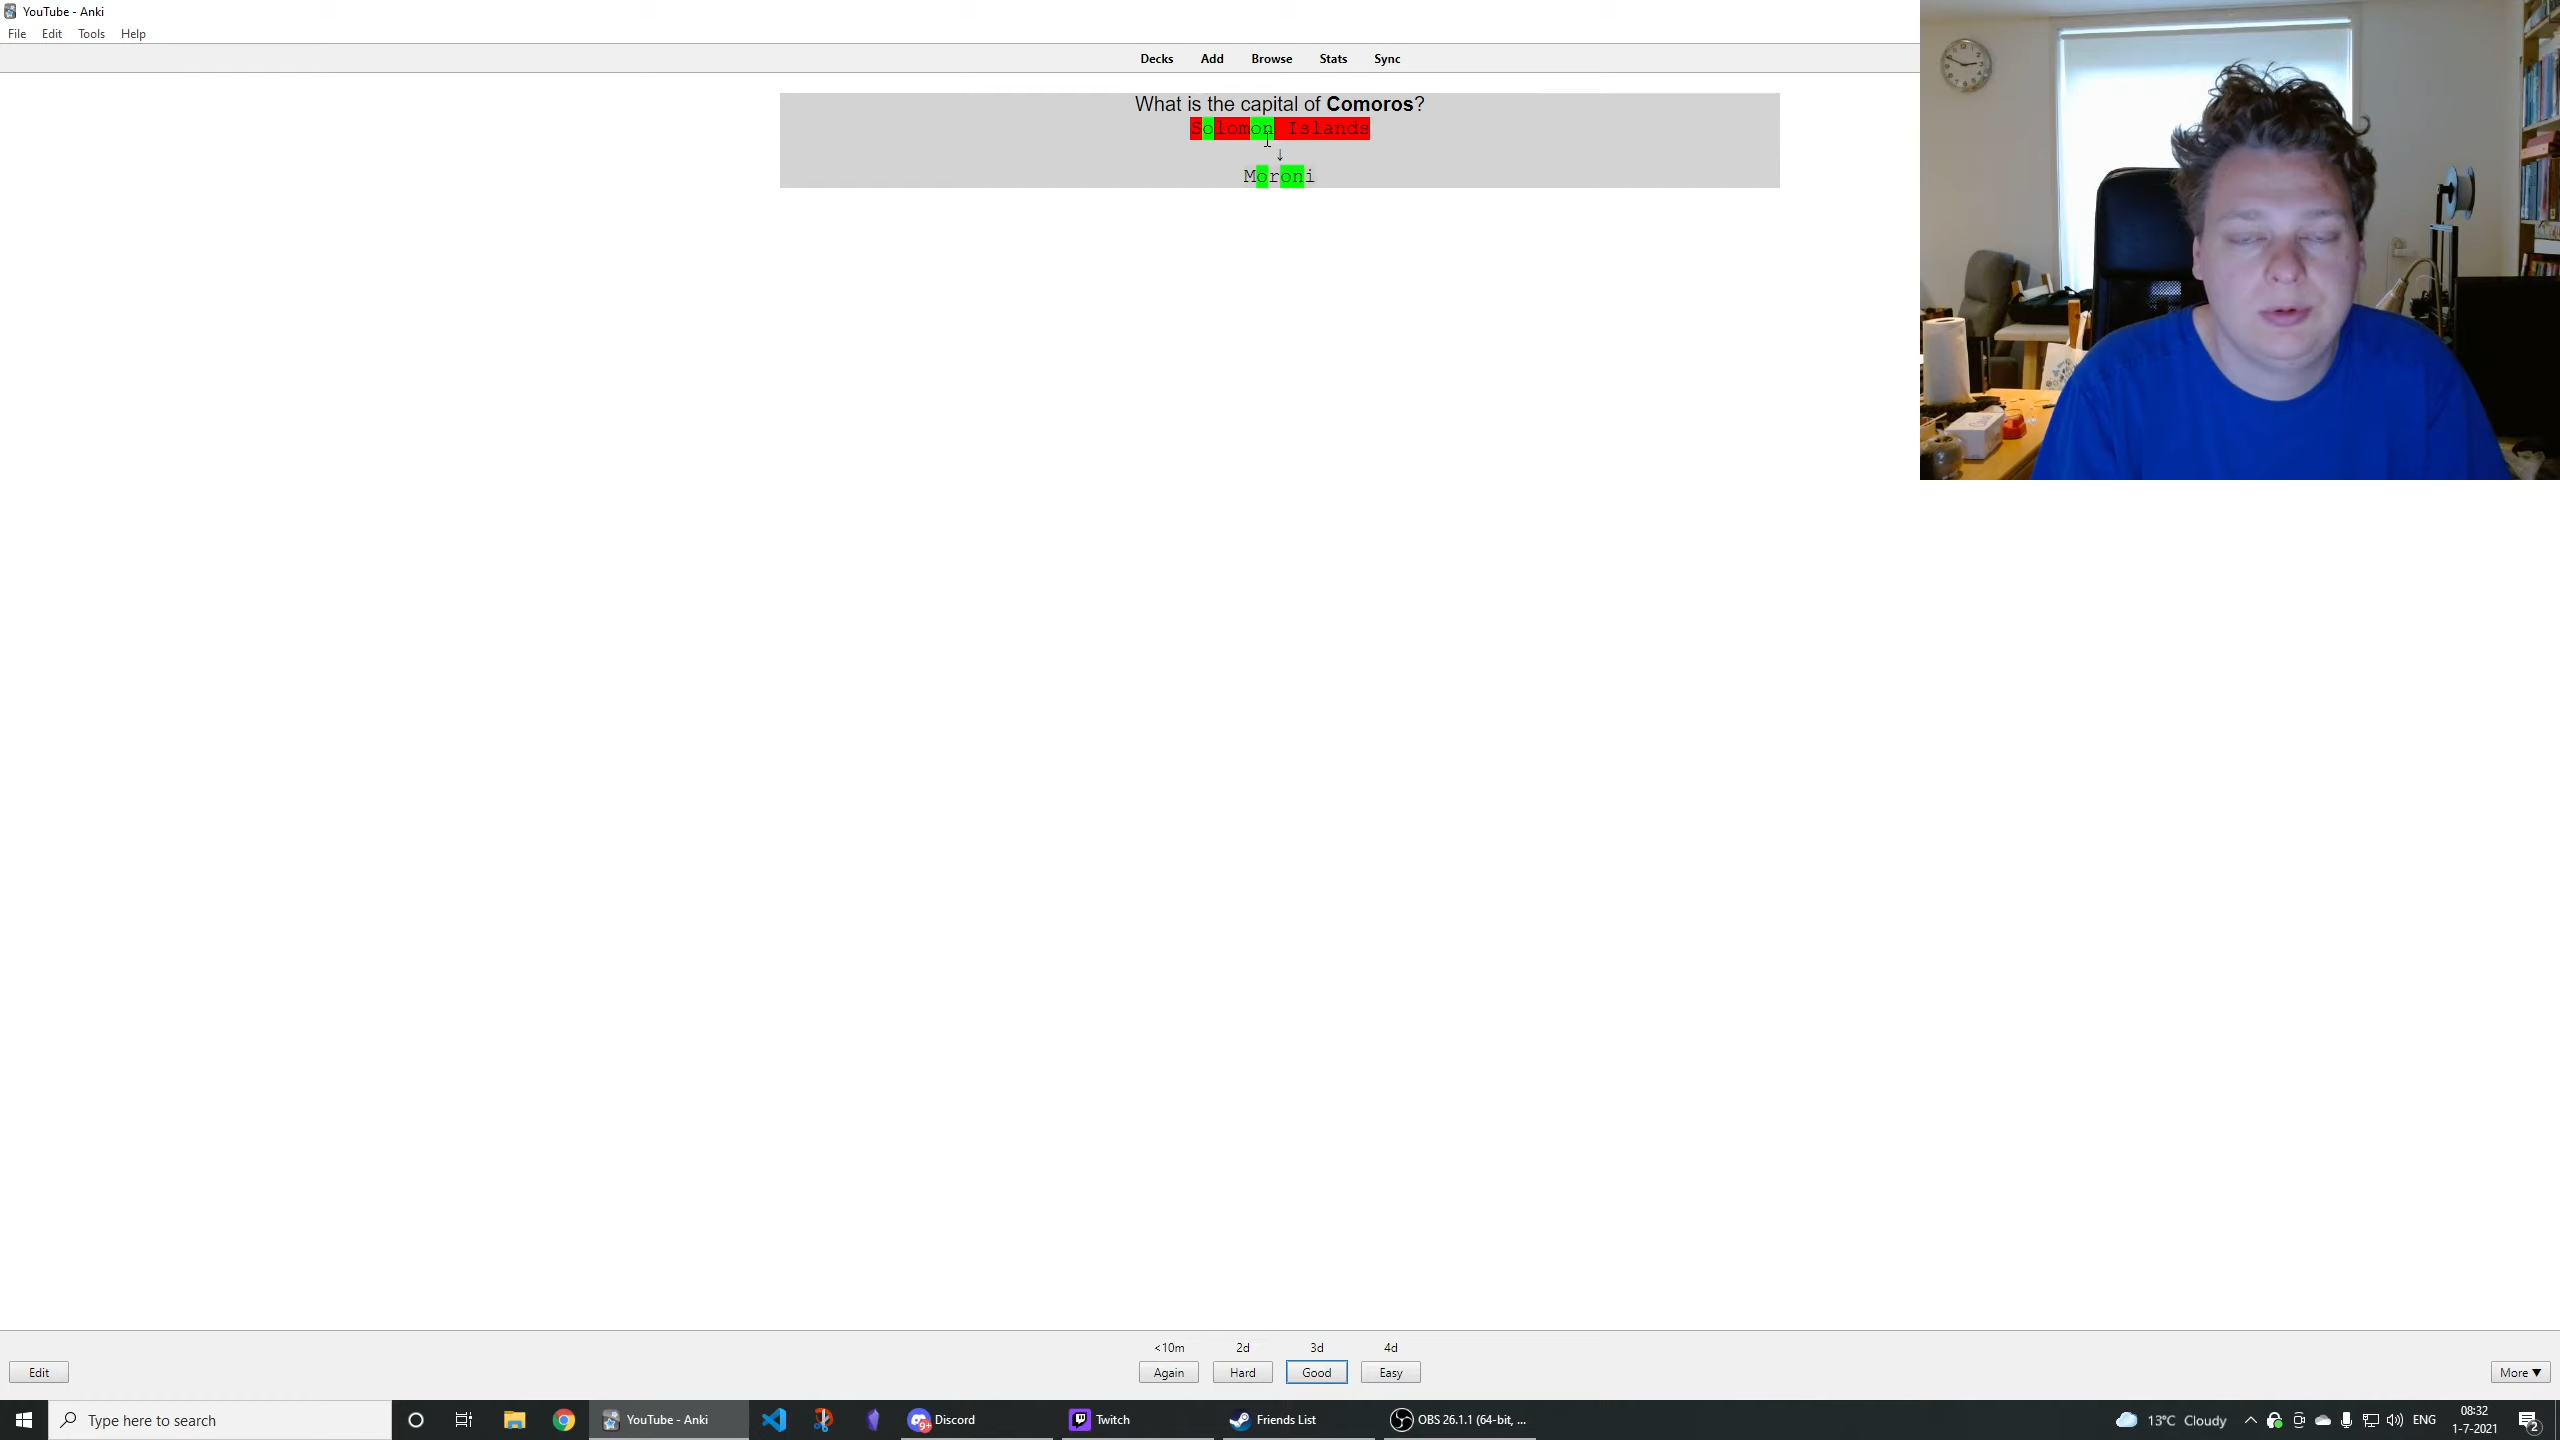 YouTube - Anki
File Edit Tools Help
Decks Add Browse Stats Sync
What is the capital of Comoros?
Solomon Islands
↓
Moroni
<10m 2d 3d 4d
Edit Again Hard Good Easy More ▼
Type here to search YouTube - Anki 9+ Discord Twitch Friends List OBS 26.1.1 (64-bit, ... 13°C Cloudy ENG 08:32 2
1-7-2021